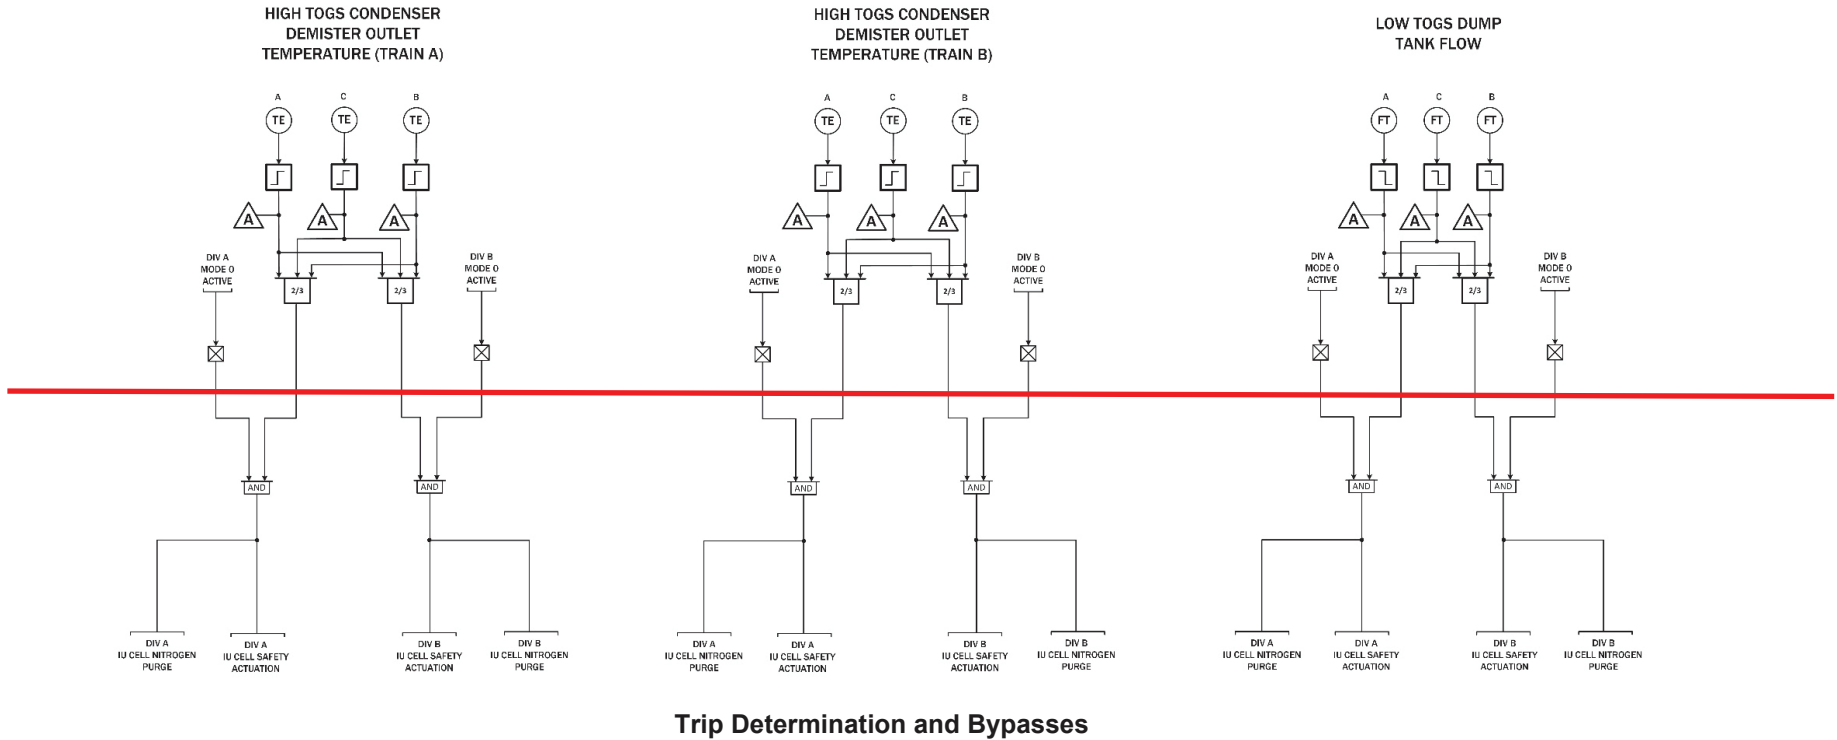 HIGH TOGS CONDENSER
DEMISTER OUTLET
TEMPERATURE (TRAIN A)
A
C
B
TE
TE
TE
A
A
A
DIV A
MODE 0
ACTIVE
DIV B
MODE 0
ACTIVE
2/3
2/3
AND
AND
DIV A
IU CELL NITROGEN
PURGE
DIV A
IU CELL SAFETY
ACTUATION
DIV B
IU CELL SAFETY
ACTUATION
DIV B
IU CELL NITROGEN
PURGE
HIGH TOGS CONDENSER
DEMISTER OUTLET
TEMPERATURE (TRAIN B)
A
C
B
TE
TE
TE
A
A
A
DIV A
MODE 0
ACTIVE
DIV B
MODE 0
ACTIVE
2/3
2/3
AND
AND
DIV A
IU CELL NITROGEN
PURGE
DIV A
IU CELL SAFETY
ACTUATION
DIV B
IU CELL SAFETY
ACTUATION
DIV B
IU CELL NITROGEN
PURGE
LOW TOGS DUMP
TANK FLOW
A
C
B
FT
FT
FT
A
A
A
DIV A
MODE 0
ACTIVE
DIV B
MODE 0
ACTIVE
2/3
2/3
AND
AND
DIV A
IU CELL NITROGEN
PURGE
DIV A
IU CELL SAFETY
ACTUATION
DIV B
IU CELL SAFETY
ACTUATION
DIV B
IU CELL NITROGEN
PURGE
Trip Determination and Bypasses